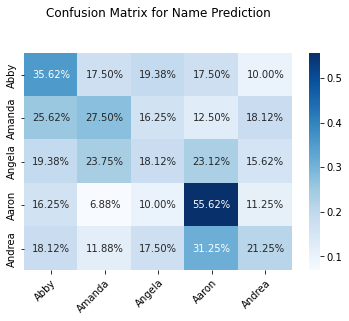 Confusion Matrix for Name Prediction
Abby 35.62% 17.50% 19.38% 17.50% 10.00%
Amanda 25.62% 27.50% 16.25% 12.50% 18.12%
Angela 19.38% 23.75% 18.12% 23.12% 15.62%
Aaron 16.25% 6.88% 10.00% 55.62% 11.25%
Andrea 18.12% 11.88% 17.50% 31.25% 21.25%
Abby Amanda Angela Aaron Andrea
0.5
0.4
0.3
0.2
0.1